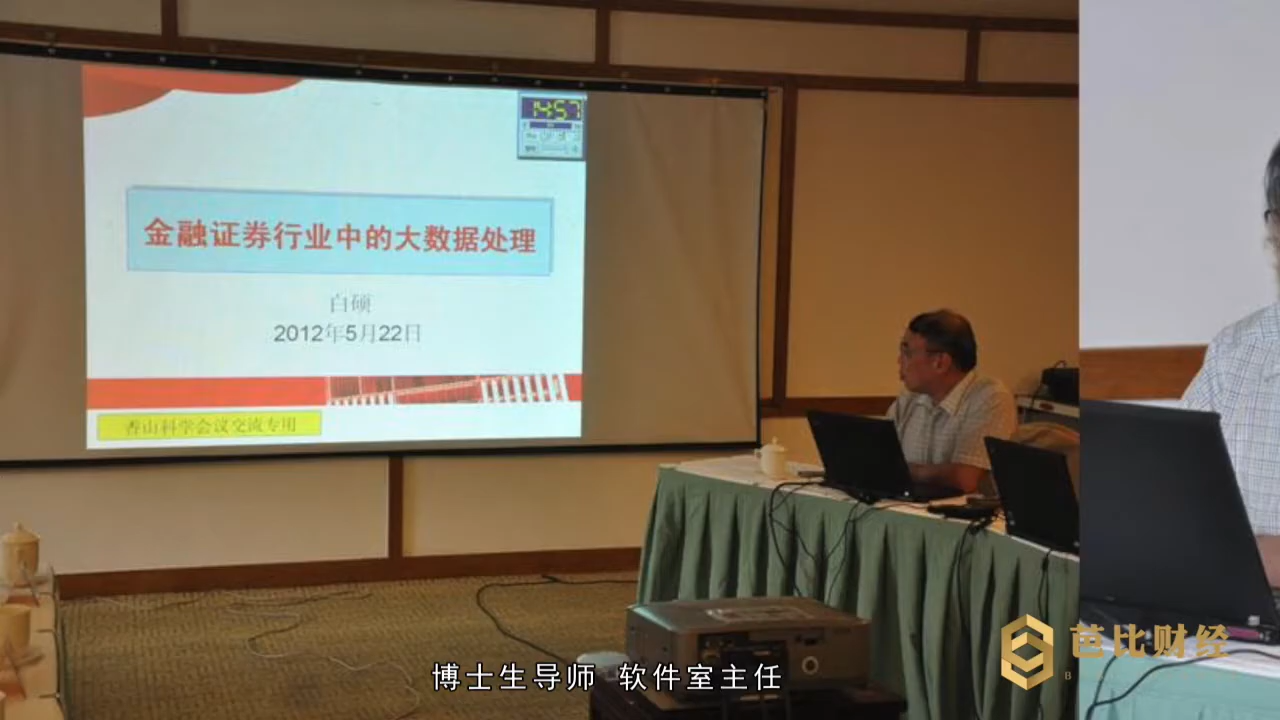 14:57
金融证券行业中的大数据处理
白硕
2012年5月22日
香山科学会议交流专用
芭比财经
博士生导师 软件室主任